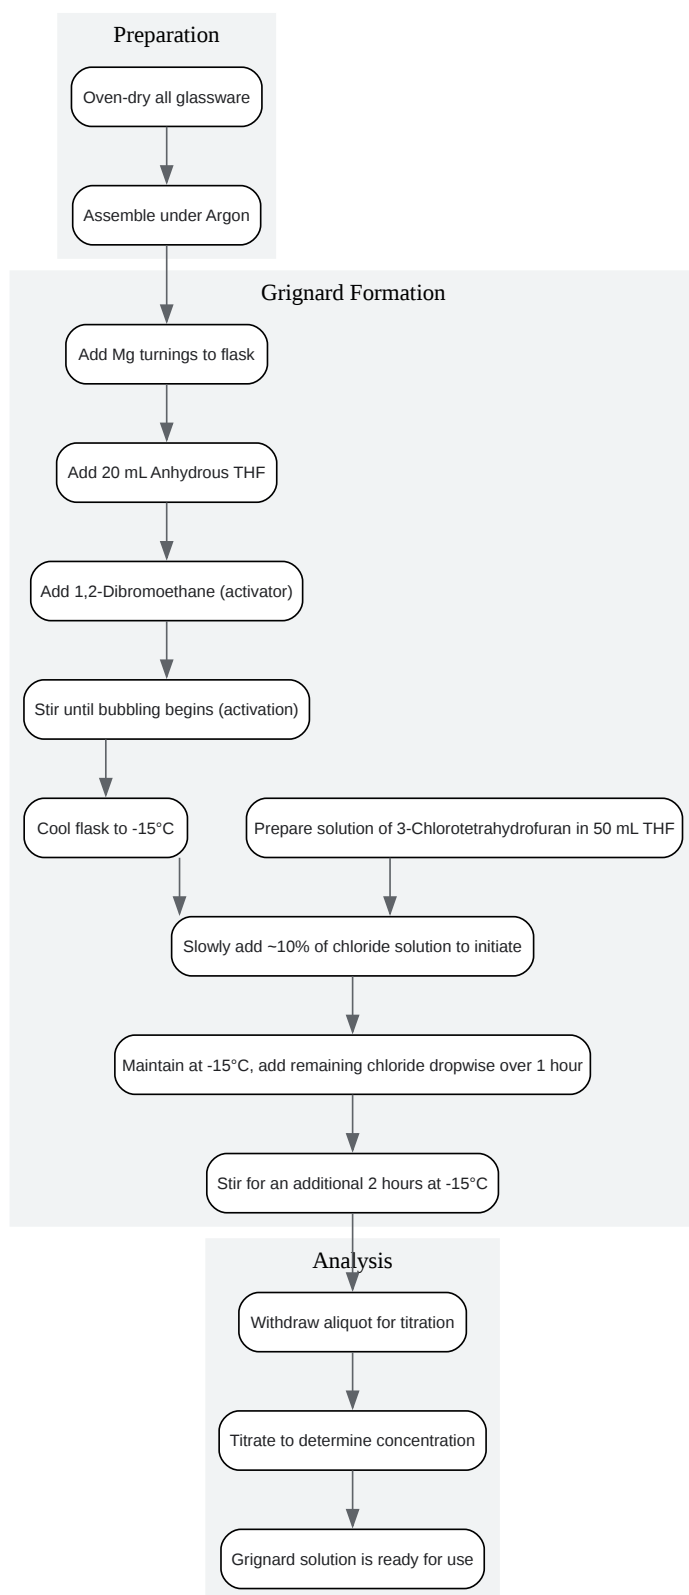 Preparation
Oven-dry all glassware
Assemble under Argon
Grignard Formation
Add Mg turnings to flask
Add 20 mL Anhydrous THF
Add 1,2-Dibromoethane (activator)
Stir until bubbling begins (activation)
Cool flask to -15°C
Prepare solution of 3-Chlorotetrahydrofuran in 50 mL THF
Slowly add ~10% of chloride solution to initiate
Maintain at -15°C, add remaining chloride dropwise over 1 hour
Stir for an additional 2 hours at -15°C
Analysis
Withdraw aliquot for titration
Titrate to determine concentration
Grignard solution is ready for use